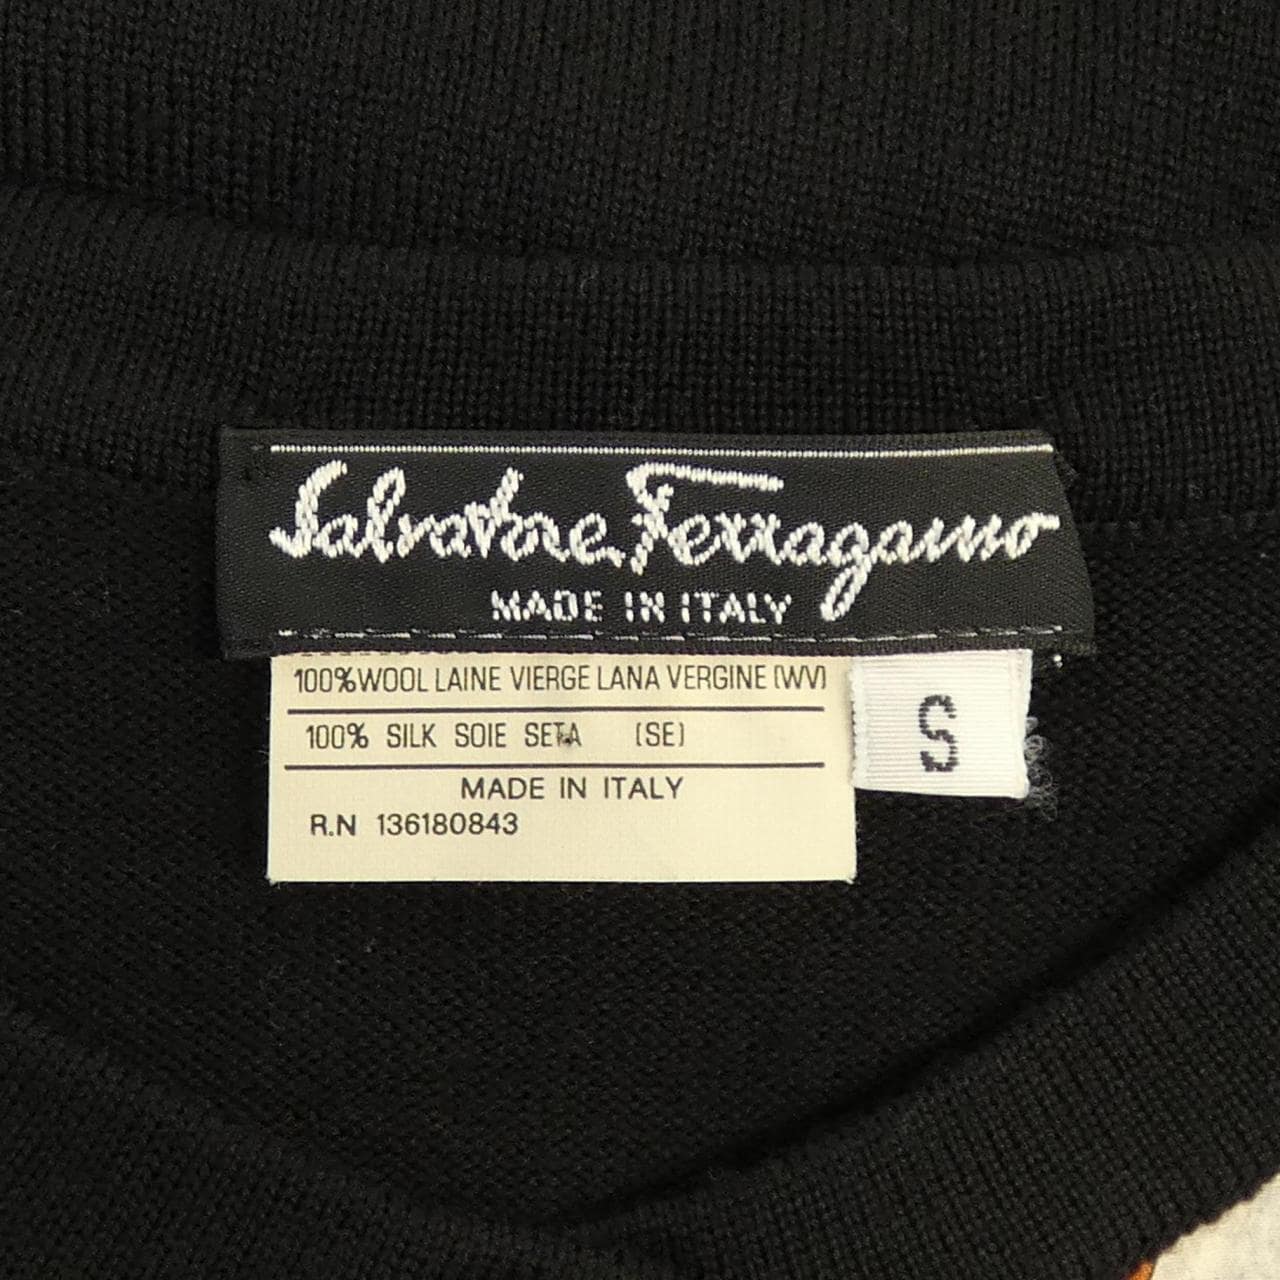 Salvatore Ferragamo
MADE IN ITALY
100%WOOL LAINE VIERGE LANA VERGINE (WV)
100% SILK SOIE SETA (SE)
MADE IN ITALY
R.N 136180843
S